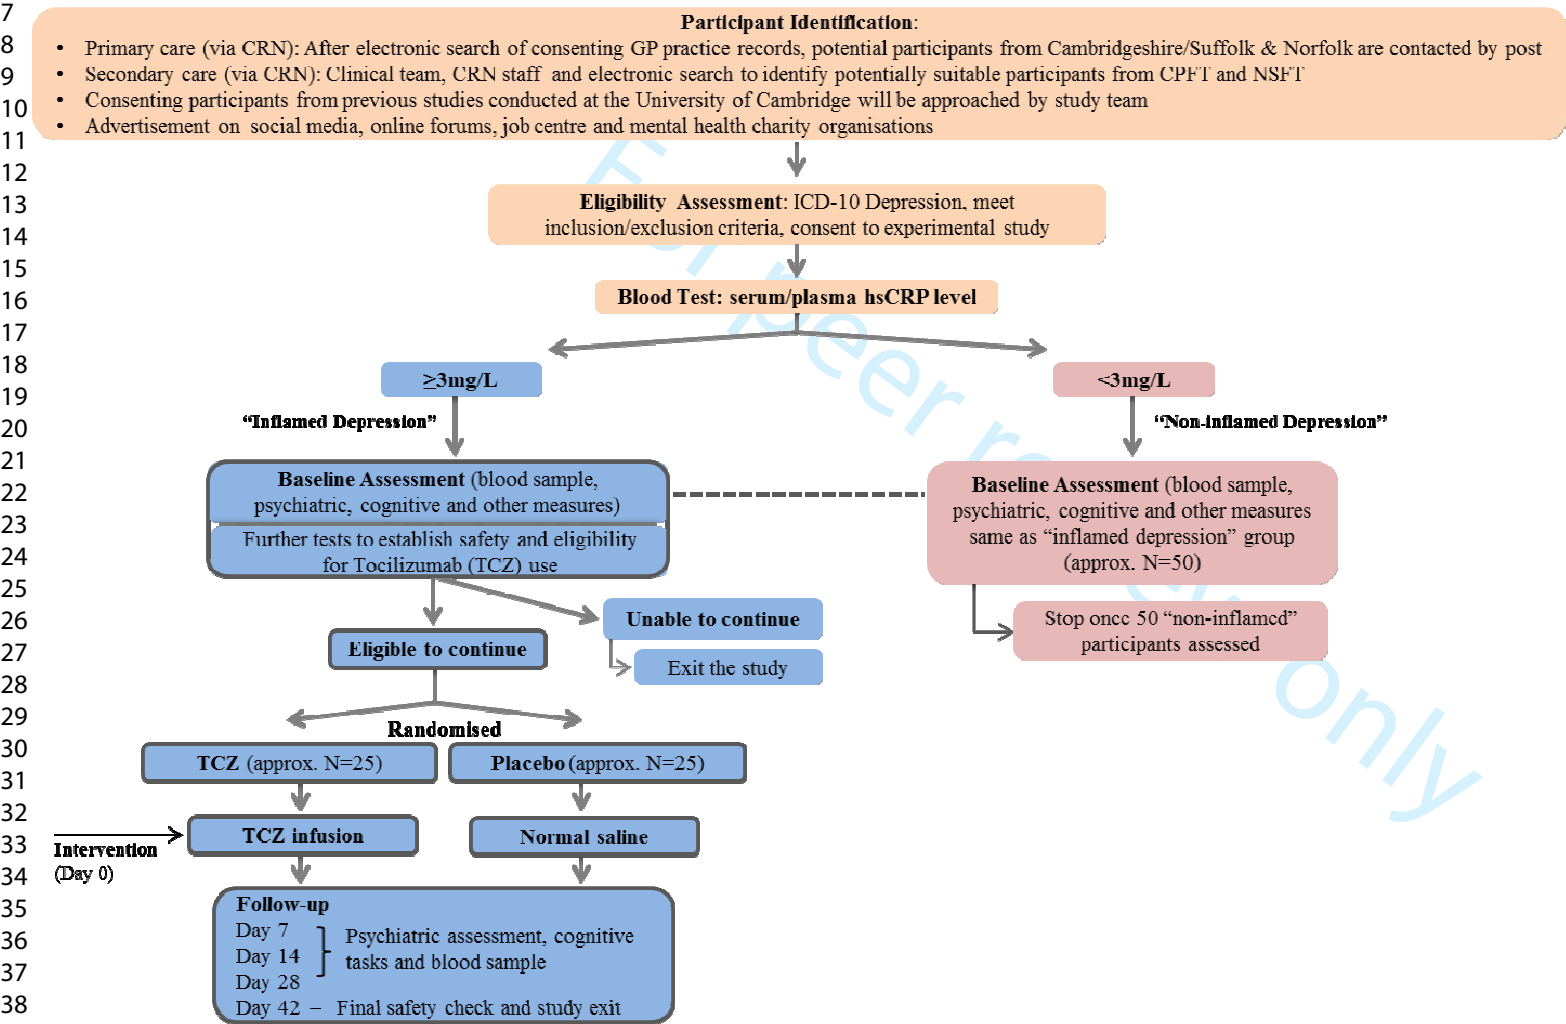 7
8
9
10
11
12
13
14
15
16
17
18
19
20
21
22
23
24
25
26
27
28
29
30
31
32
33
34
35
36
37
38
Participant Identification:
• Primary care (via CRN): After electronic search of consenting GP practice records, potential participants from Cambridgeshire/Suffolk & Norfolk are contacted by post
• Secondary care (via CRN): Clinical team, CRN staff and electronic search to identify potentially suitable participants from CPFT and NSFT
• Consenting participants from previous studies conducted at the University of Cambridge will be approached by study team
• Advertisement on social media, online forums, job centre and mental health charity organisations
Eligibility Assessment: ICD-10 Depression, meet
inclusion/exclusion criteria, consent to experimental study
Blood Test: serum/plasma hsCRP level
≥3mg/L
<3mg/L
“Inflamed Depression”
“Non-inflamed Depression”
Baseline Assessment (blood sample,
psychiatric, cognitive and other measures)
Further tests to establish safety and eligibility
for Tocilizumab (TCZ) use
Baseline Assessment (blood sample,
psychiatric, cognitive and other measures
same as “inflamed depression” group
(approx. N=50)
Unable to continue
Exit the study
Stop once 50 “non-inflamed”
participants assessed
Eligible to continue
Randomised
TCZ (approx. N=25)
Placebo (approx. N=25)
TCZ infusion
Normal saline
Intervention
(Day 0)
Follow-up
Day 7
Day 14
Day 28
Psychiatric assessment, cognitive
tasks and blood sample
Day 42 – Final safety check and study exit
For peer review only